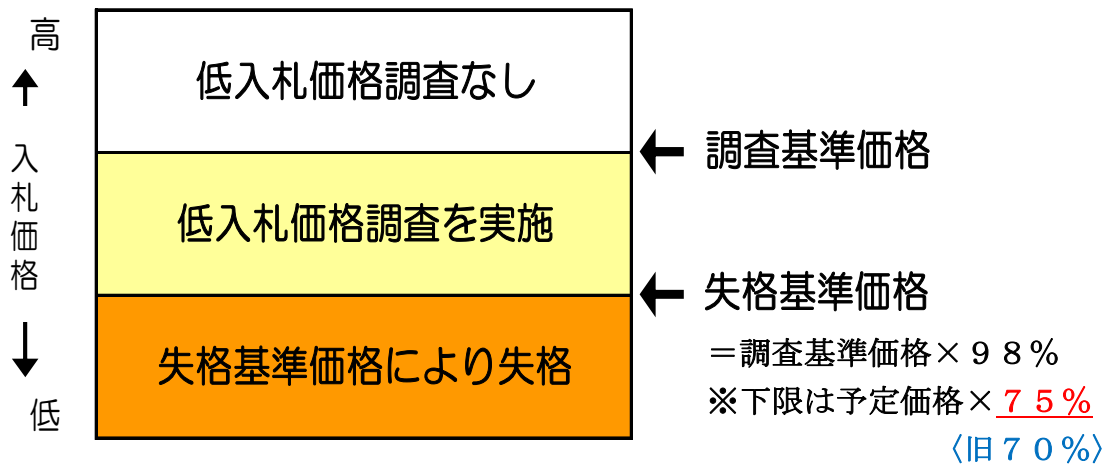 高
入札価格
低
低入札価格調査なし
低入札価格調査を実施
失格基準価格により失格
調査基準価格
失格基準価格
＝調査基準価格×９８％
※下限は予定価格×７５％
〈旧７０％〉